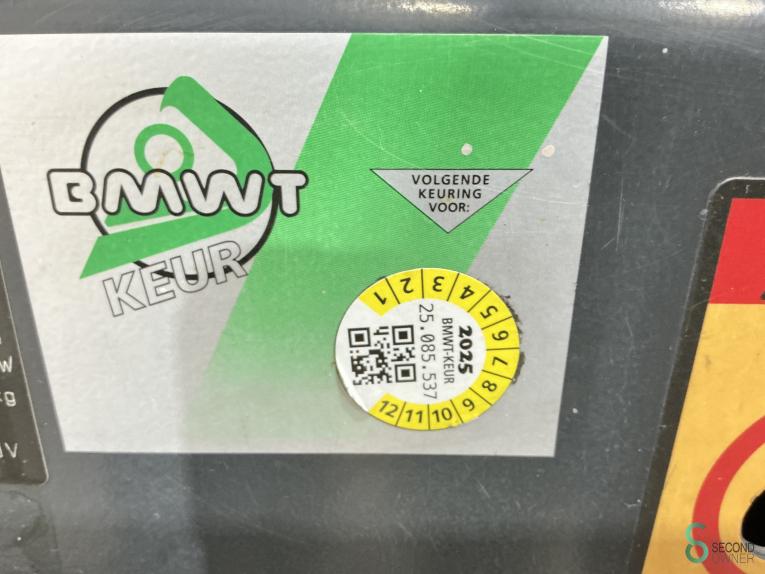 BMWT
KEUR
VOLGENDE
KEURING
VOOR:
1 2 3 4 5 6 7 8 9 10 11 12
2025
BMWT-KEUR
25.085.537
W
kg
V
SECOND
OWNER